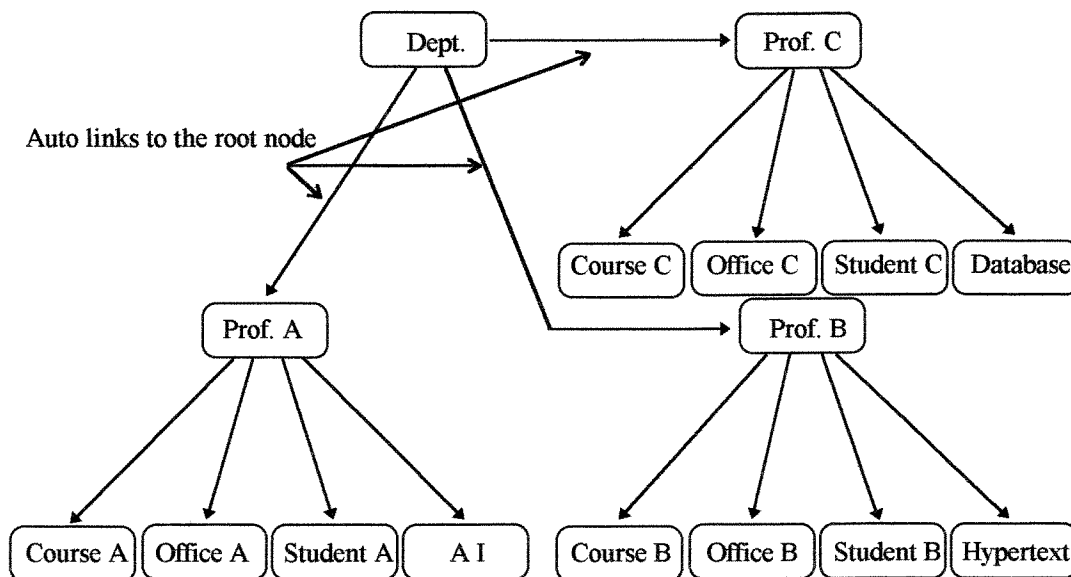 Dept.
Prof. C
Auto links to the root node
Course C
Office C
Student C
Database
Prof. A
Prof. B
Course A
Office A
Student A
A I
Course B
Office B
Student B
Hypertext